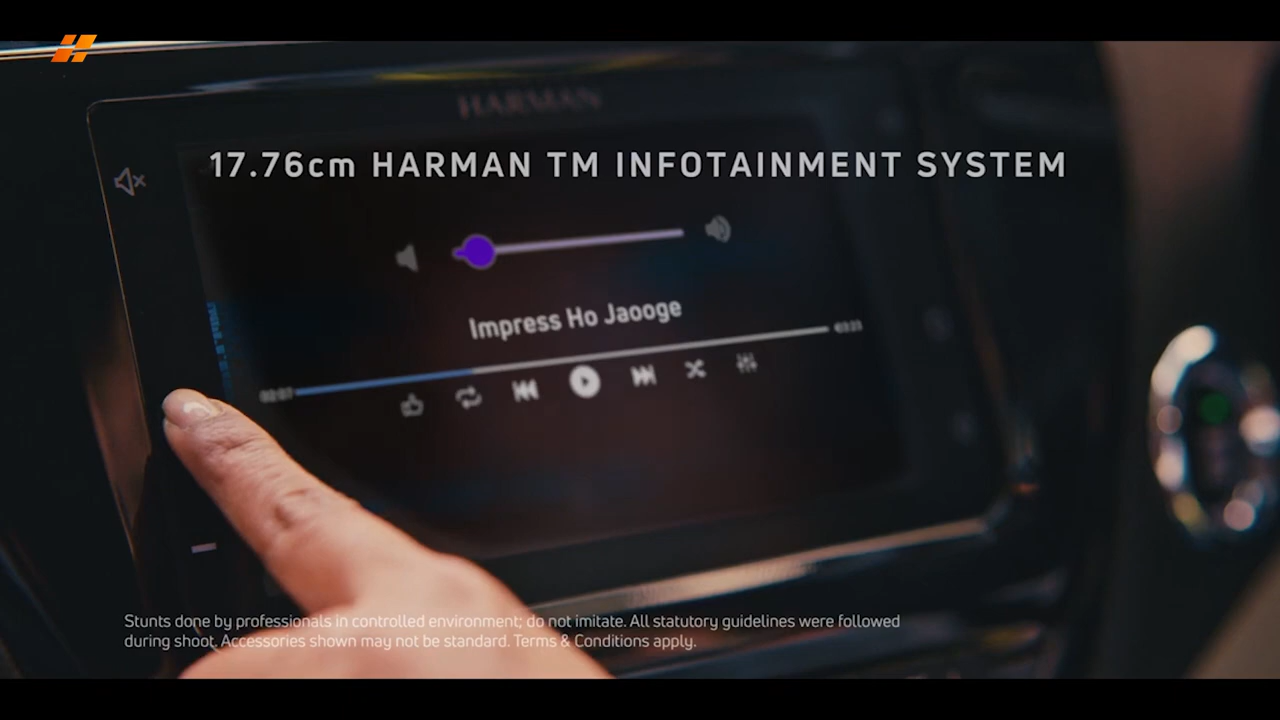 HARMAN
17.76cm HARMAN TM INFOTAINMENT SYSTEM
Impress Ho Jaooge
03:21
02:07
Stunts done by professionals in controlled environment; do not imitate. All statutory guidelines were followed
during shoot. Accessories shown may not be standard. Terms & Conditions apply.